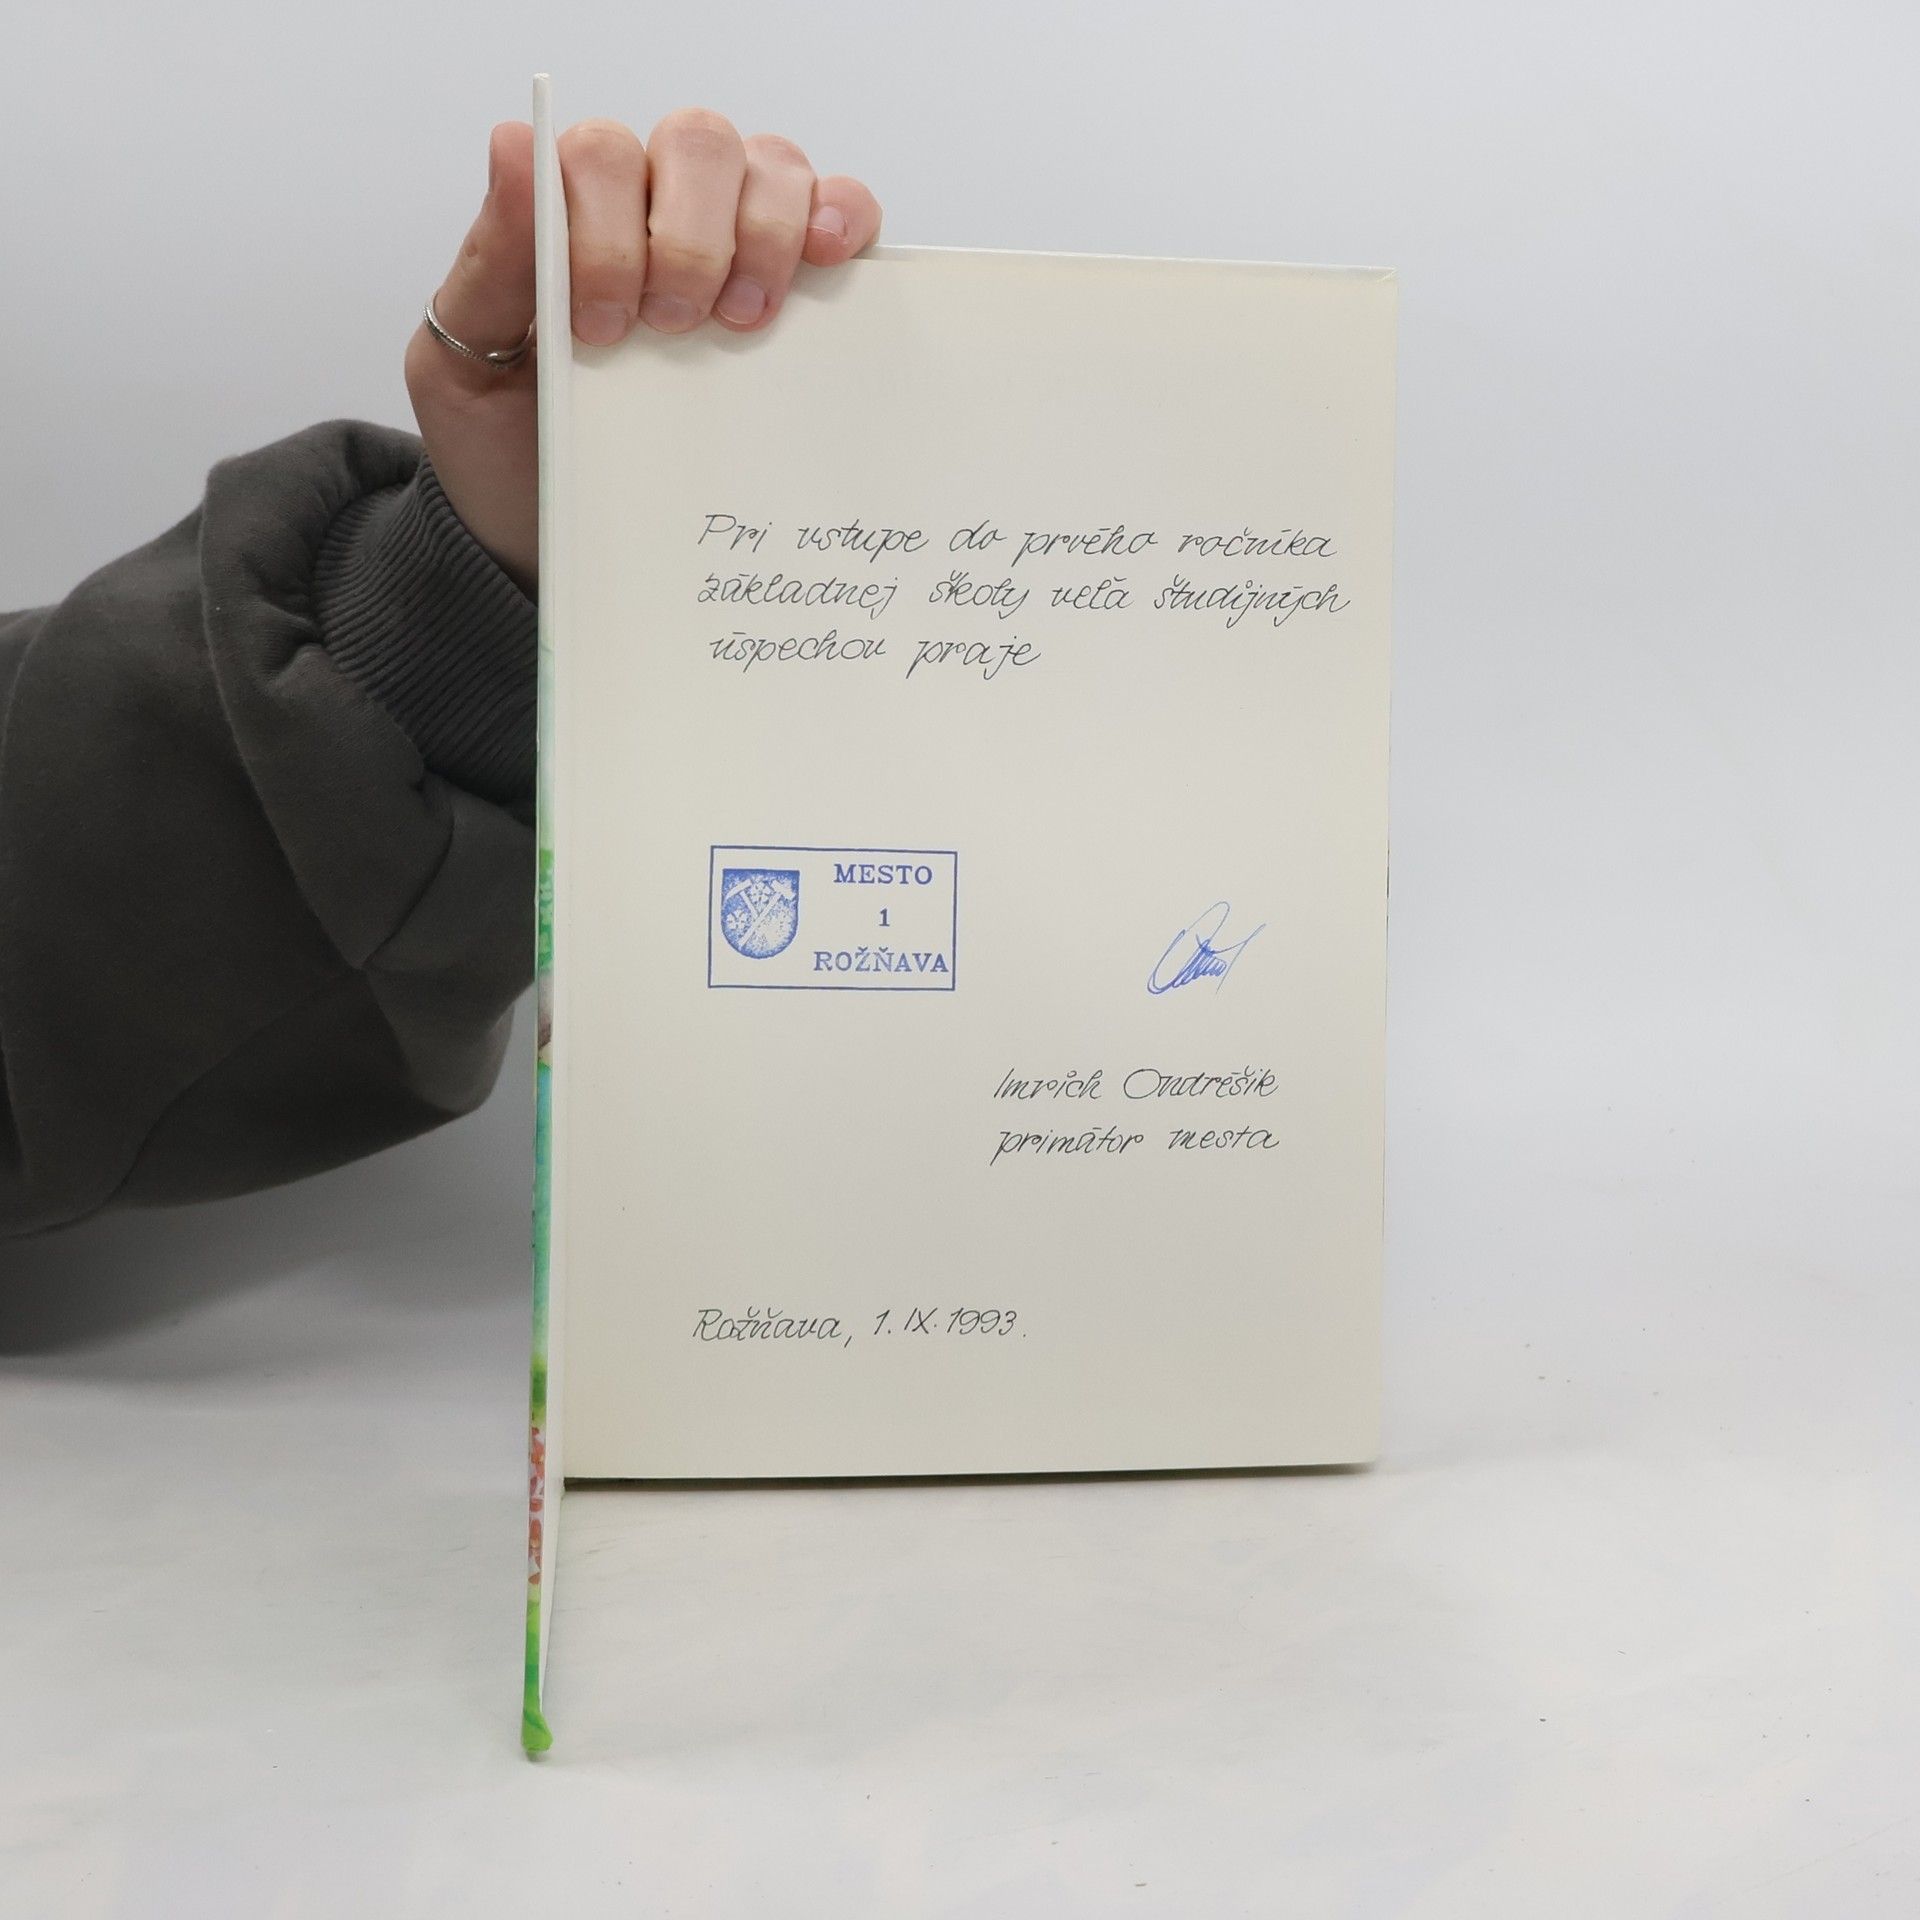 Pri vstupe do prvého ročníka
základnej školy veľa študijných
úspechov praje
MESTO
1
ROŽŇAVA
Imrich Ondréšik
primátor mesta
Rožňava, 1. IX. 1993.